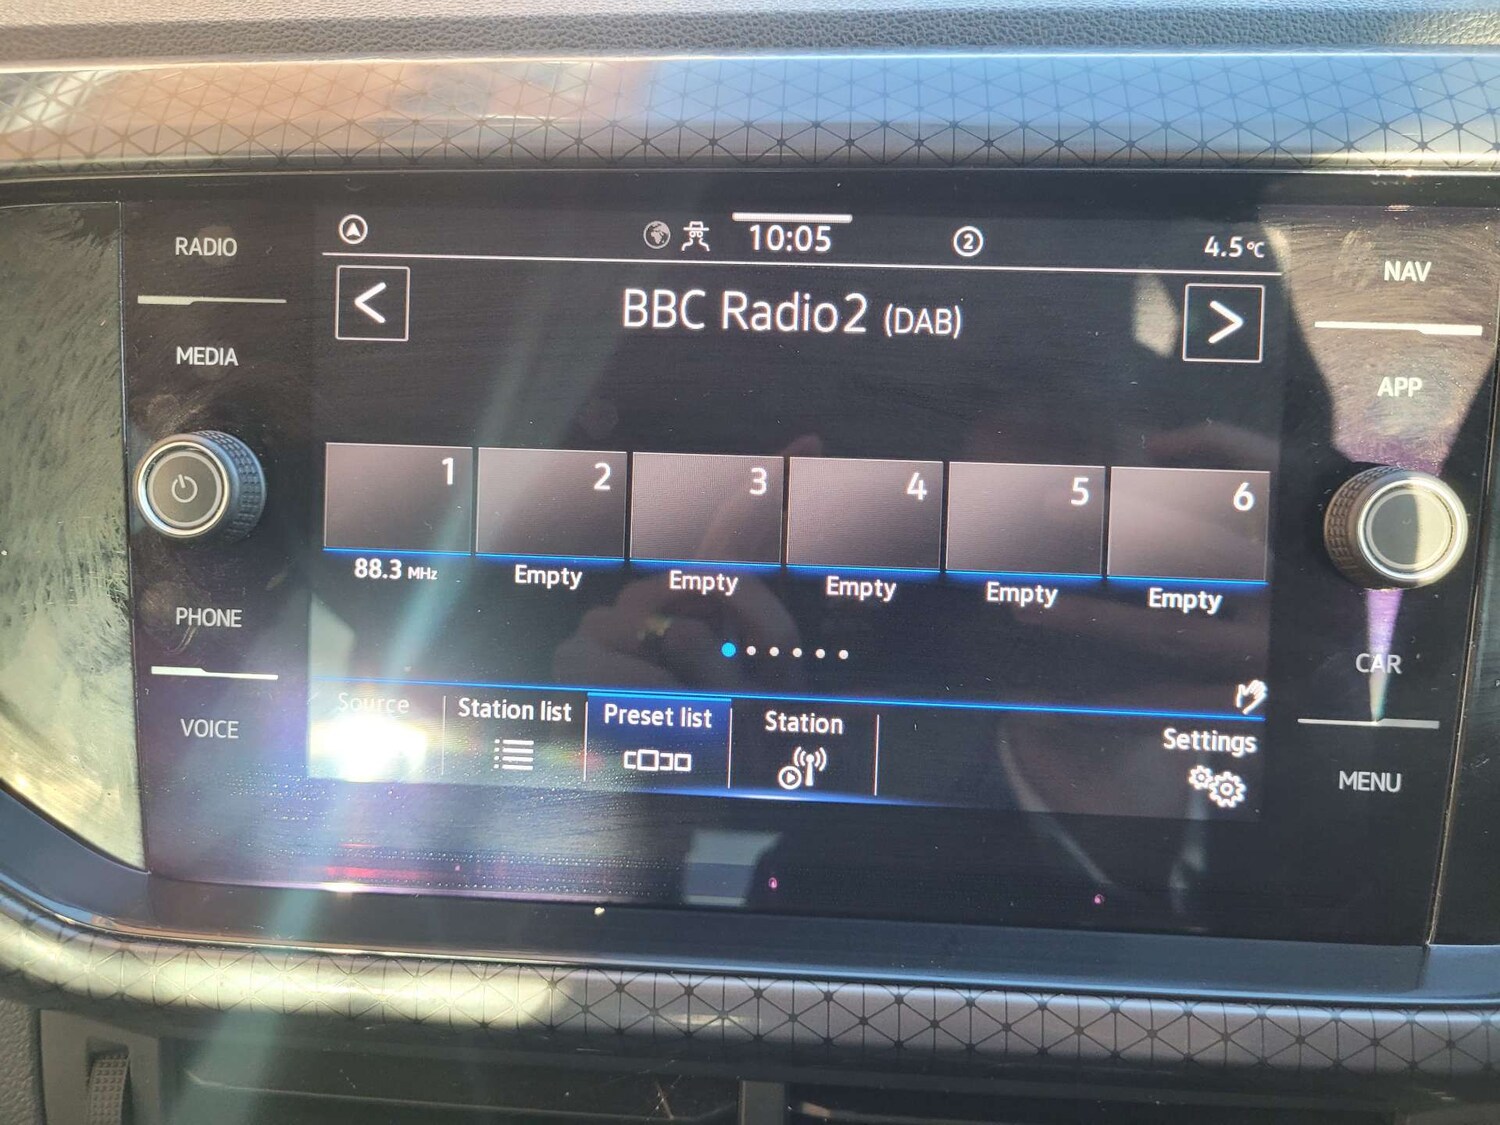 RADIO
MEDIA
PHONE
VOICE
10:05
2
4.5°C
<
BBC Radio2 (DAB)
>
1
2
3
4
5
6
88.3 MHz
Empty
Empty
Empty
Empty
Empty
Source
Station list
Preset list
Station
Settings
NAV
APP
CAR
MENU